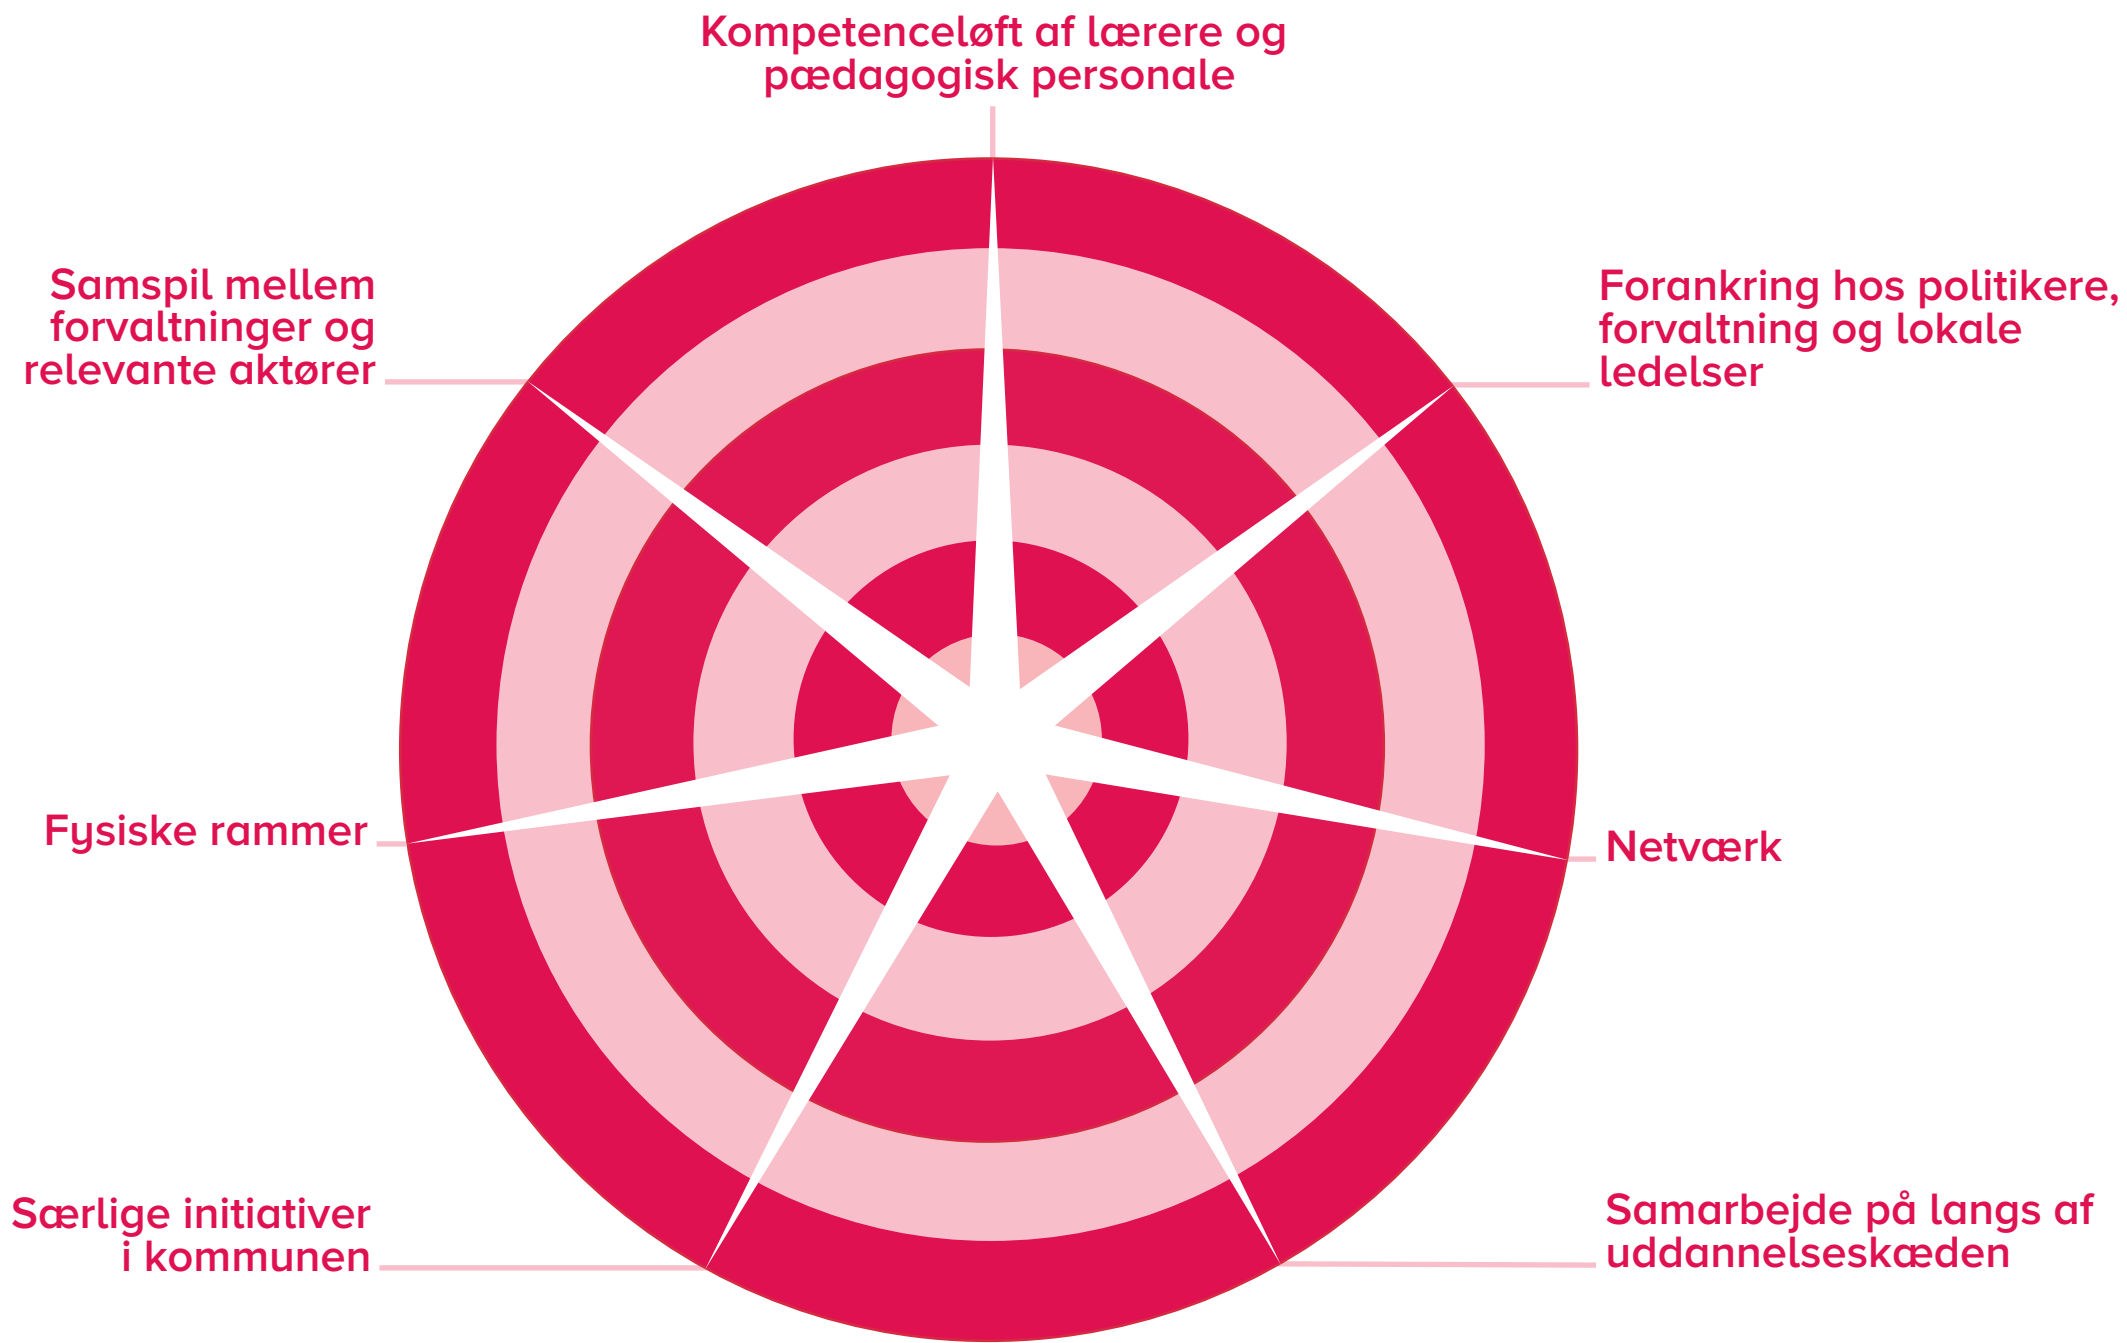 Kompetenceløft af lærere og
pædagogisk personale
Samspil mellem
forvaltninger og
relevante aktører
Forankring hos politikere,
forvaltning og lokale
ledelser
Fysiske rammer
Netværk
Særlige initiativer
i kommunen
Samarbejde på langs af
uddannelseskæden